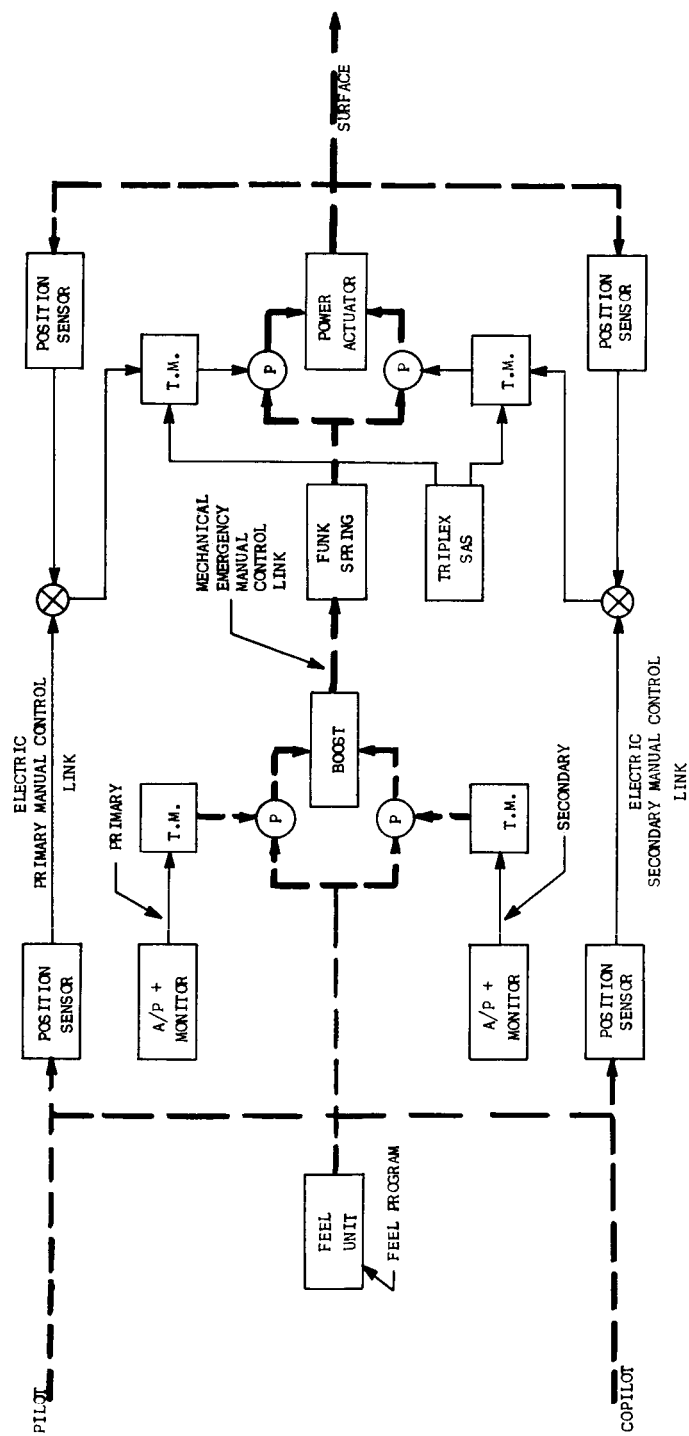 PILOT
COPILOT
FEEL
UNIT
FEEL PROGRAM
POSITION
SENSOR
A/P +
MONITOR
PRIMARY
A/P +
MONITOR
SECONDARY
POSITION
SENSOR
ELECTRIC
PRIMARY MANUAL CONTROL
LINK
T.M.
P
BOOST
P
T.M.
ELECTRIC
SECONDARY MANUAL CONTROL
LINK
MECHANICAL
EMERGENCY
MANUAL
CONTROL
LINK
FUNK
SPRING
TRIPLEX
SAS
T.M.
P
P
T.M.
POSITION
SENSOR
POWER
ACTUATOR
POSITION
SENSOR
SURFACE